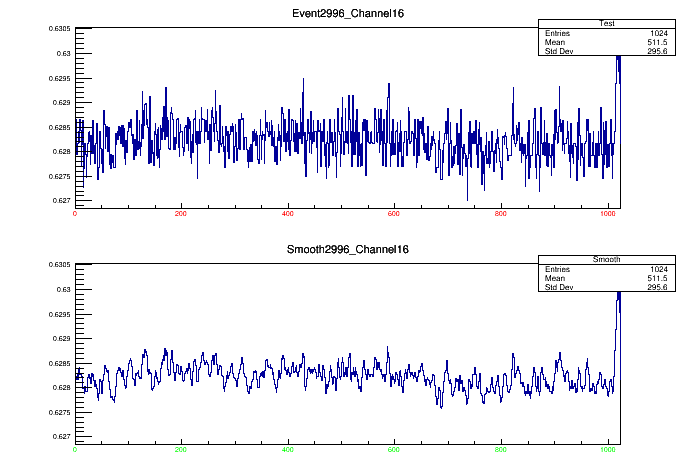 Event2996_Channel16
Test
Entries 1024
Mean 511.5
Std Dev 295.6
0.6305
0.63
0.6295
0.629
0.6285
0.628
0.6275
0.627
0 200 400 600 800 1000
Smooth2996_Channel16
Smooth
Entries 1024
Mean 511.5
Std Dev 295.6
0.6305
0.63
0.6295
0.629
0.6285
0.628
0.6275
0.627
0 200 400 600 800 1000